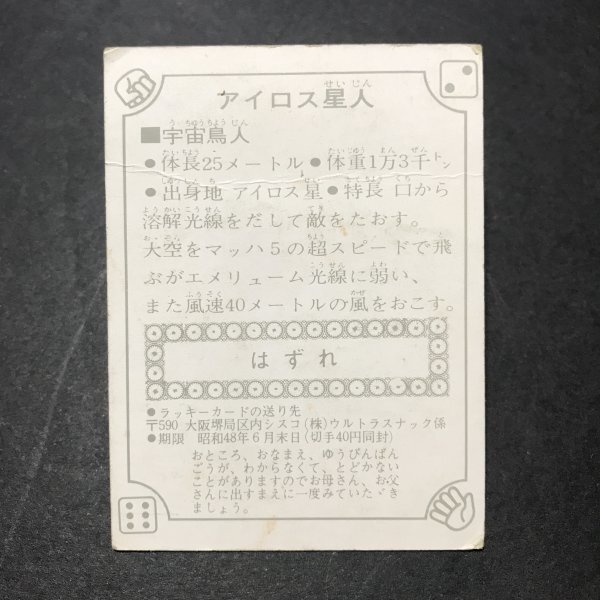 アイロス星人
■宇宙鳥人
●体長25メートル●体重1万3千トン
●出身地 アイロス星●特長 口から
溶解光線をだして敵をたおす。
大空をマッハ5の超スピードで飛
ぶがエメリューム光線に弱い、
また風速40メートルの風をおこす。
はずれ
●ラッキーカードの送り先
〒590 大阪堺局区内シスコ(株)ウルトラスナック係
●期限 昭和48年6月末日(切手40円同封)
おところ、おなまえ、ゆうびんばん
ごうが、わからなくて、とどかない
ことがありますのでお母さん、お父
さんに出すまえに一度みていたゞき
ましょう。